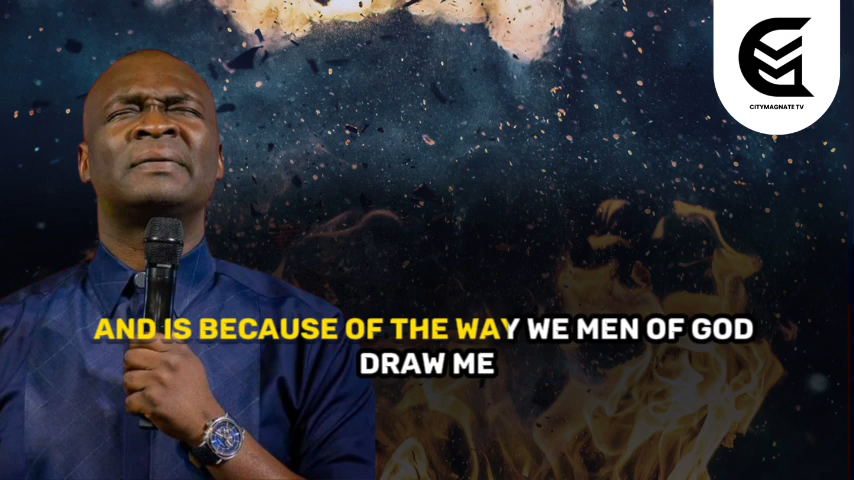 CITYMAGNATE TV
AND IS BECAUSE OF THE WAY WE MEN OF GOD
DRAW ME